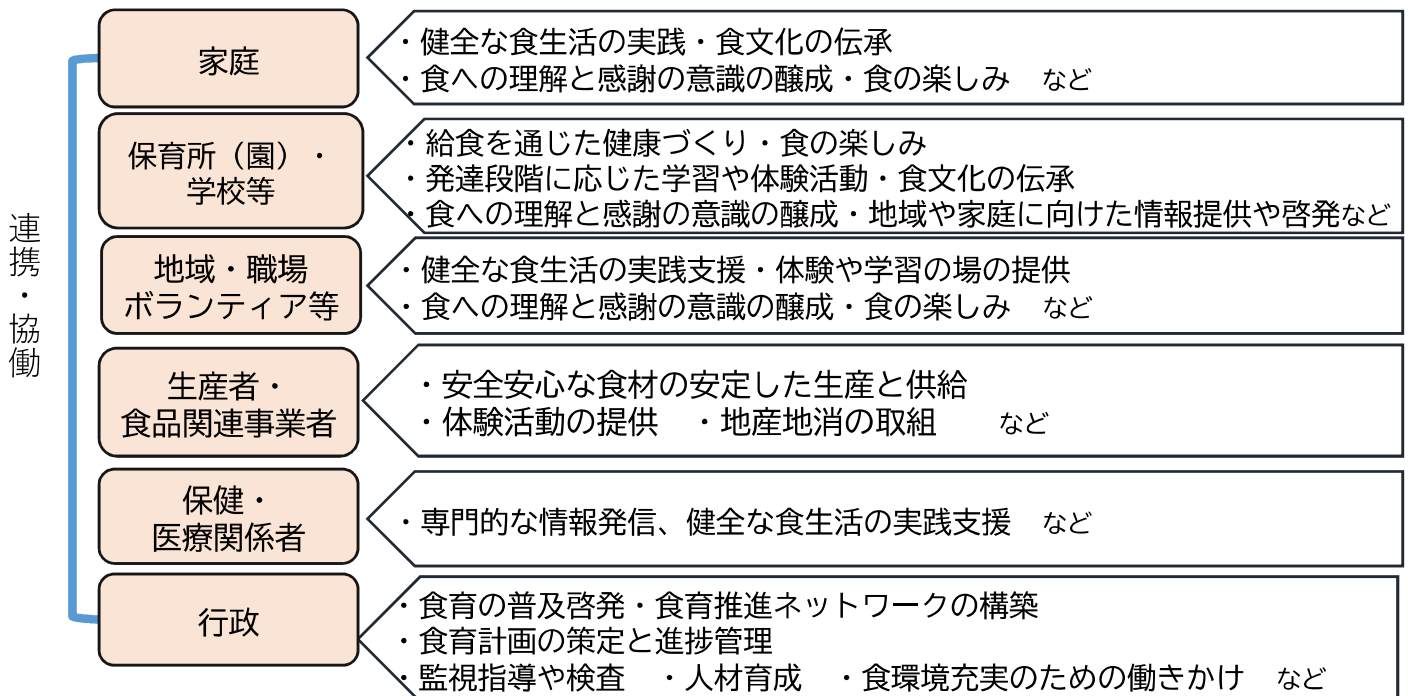 連携・協働
家庭
・健全な食生活の実践・食文化の伝承
・食への理解と感謝の意識の醸成・食の楽しみ　など
保育所（園）・
学校等
・給食を通じた健康づくり・食の楽しみ
・発達段階に応じた学習や体験活動・食文化の伝承
・食への理解と感謝の意識の醸成・地域や家庭に向けた情報提供や啓発など
地域・職場
ボランティア等
・健全な食生活の実践支援・体験や学習の場の提供
・食への理解と感謝の意識の醸成・食の楽しみ　など
生産者・
食品関連事業者
・安全安心な食材の安定した生産と供給
・体験活動の提供　・地産地消の取組　　など
保健・
医療関係者
・専門的な情報発信、健全な食生活の実践支援　など
行政
・食育の普及啓発・食育推進ネットワークの構築
・食育計画の策定と進捗管理
・監視指導や検査　・人材育成　・食環境充実のための働きかけ　など